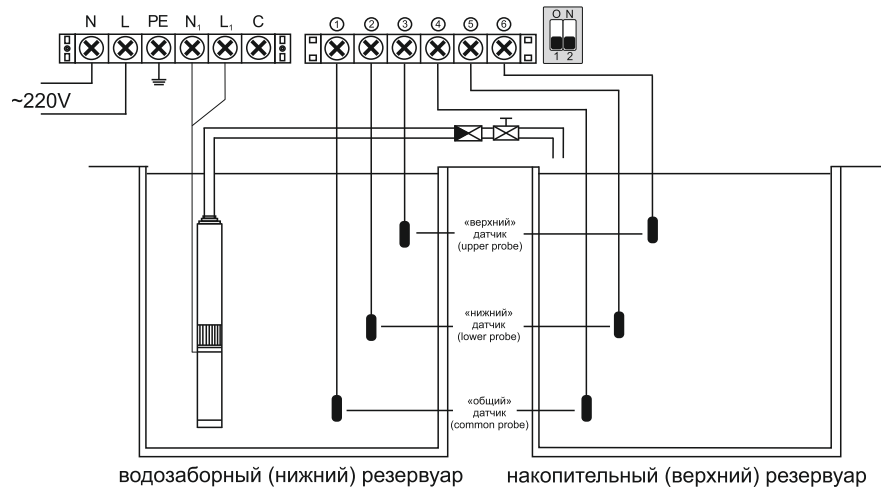 N L PE N₁ L₁ C
① ② ③ ④ ⑤ ⑥
O N
1 2
~220V
«верхний»
датчик
(upper probe)
«нижний»
датчик
(lower probe)
«общий»
датчик
(common probe)
водозаборный (нижний) резервуар
накопительный (верхний) резервуар